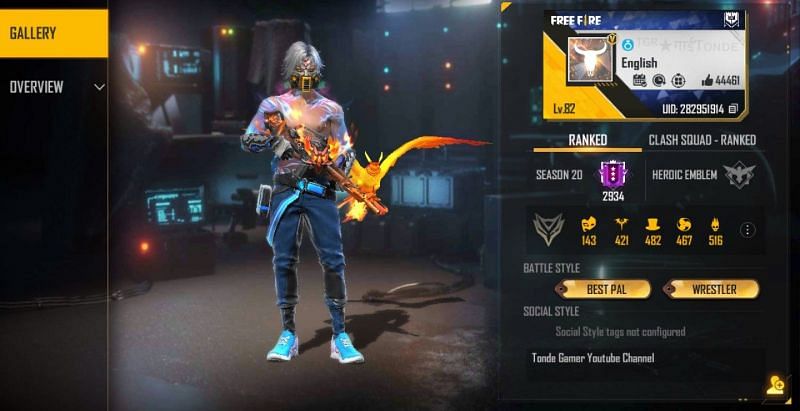 GALLERY
OVERVIEW
FREE FIRE
V
TGR★
TONDE
English
44461
Lv.82
UID: 282951914
RANKED
CLASH SQUAD - RANKED
SEASON 20
2934
HEROIC EMBLEM
143 421 482 467 516
BATTLE STYLE
BEST PAL WRESTLER
SOCIAL STYLE
Social Style tags not configured
Tonde Gamer Youtube Channel